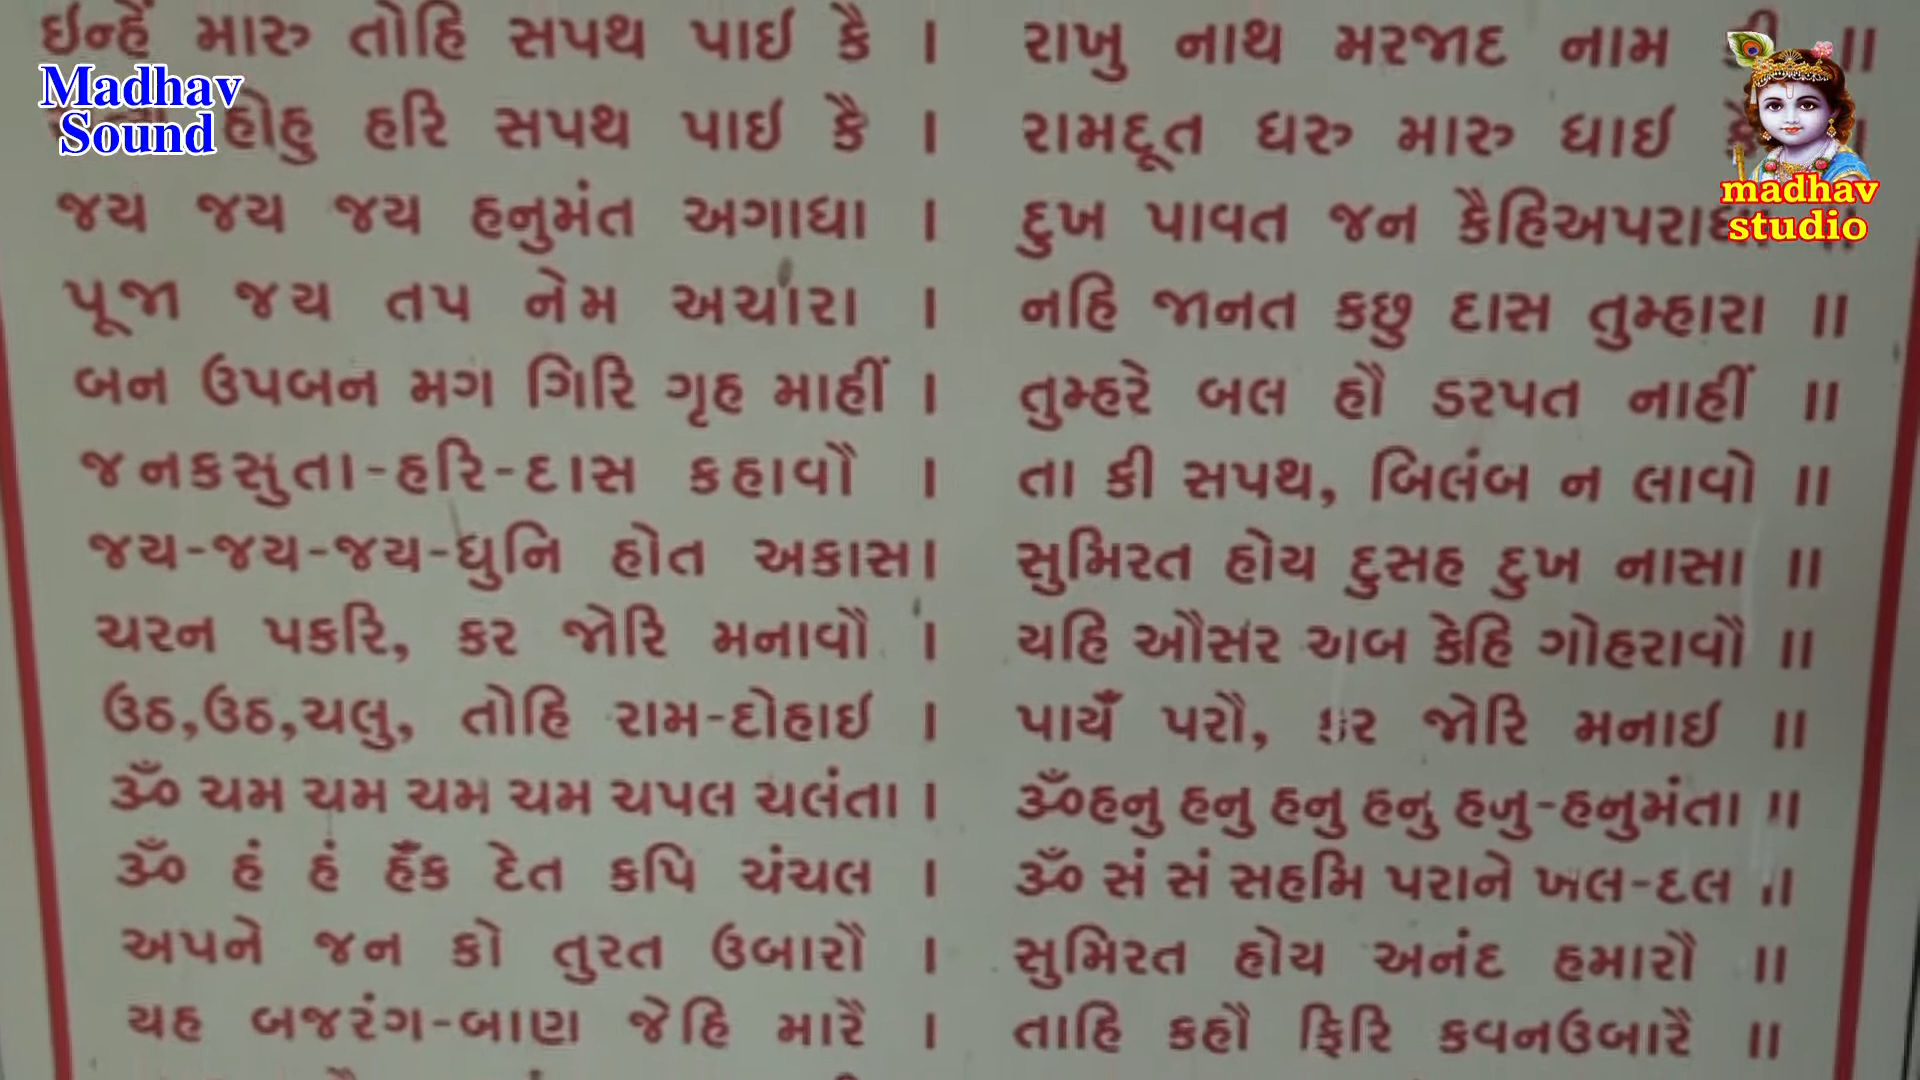 ઇન્હેં મારુ તોહિ સપથ પાઇ કૈ । રાખુ નાથ મરજાદ નામ ॥
Madhav
Sound
madhav
studio
હોહુ હરિ સપથ પાઇ કૈ । રામદૂત ધરુ મારુ ધાઇ
જય જય જય હનુમંત અગાધા । દુખ પાવત જન કૈહિઅપરાધા ॥
પૂજા જય તપ નેમ અચારા । નહિ જાનત કછુ દાસ તુમ્હારા ॥
બન ઉપબન મગ ગિરિ ગૃહ માહીં । તુમ્હરે બલ હૌ ડરપત નાહીં ॥
જનકસુતા-હરિ-દાસ કહાવૌ । તા કી સપથ, બિલંબ ન લાવો ॥
જય-જય-જય-ધુનિ હોત અકાસ। સુમિરત હોય દુસહ દુખ નાસા ॥
ચરન પકરિ, કર જોરિ મનાવૌ । યહિ ઔસર અબ કેહિ ગોહરાવૌ ॥
ઉઠ,ઉઠ,ચલુ, તોહિ રામ-દોહાઈ । પાયઁ પરૌ, કર જોરિ મનાઈ ॥
ૐ ચમ ચમ ચમ ચમ ચપલ ચલંતા । ૐહનુ હનુ હનુ હનુ હજુ-હનુમંતા ॥
ૐ હં હં હઁક દેત કપિ ચંચલ । ૐ સં સં સહમિ પરાને ખલ-દલ ॥
અપને જન કો તુરત ઉબારૌ । સુમિરત હોય અનંદ હમારૌ ॥
યહ બજરંગ-બાણ જેહિ મારૈ । તાહિ કહૌ ફિરિ કવનઉબારૈ ॥